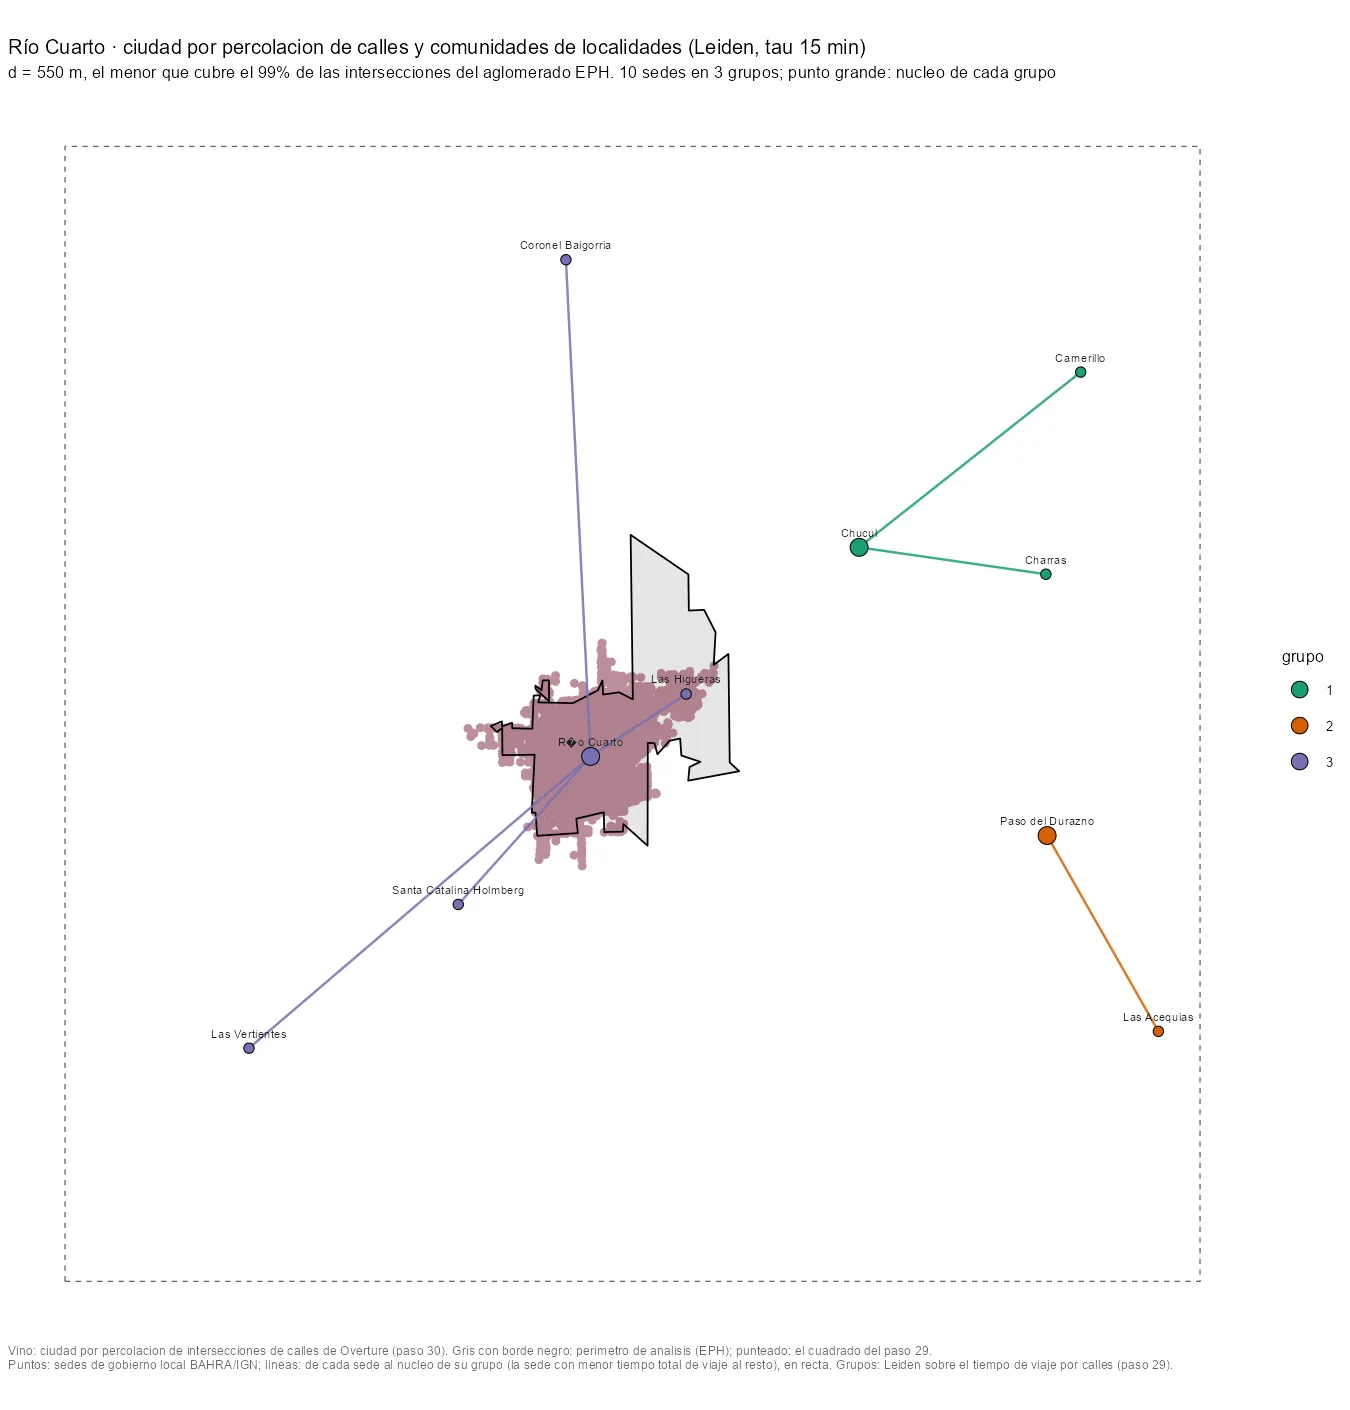 Río Cuarto · ciudad por percolacion de calles y comunidades de localidades (Leiden, tau 15 min)
d = 550 m, el menor que cubre el 99% de las intersecciones del aglomerado EPH. 10 sedes en 3 grupos; punto grande: nucleo de cada grupo
Coronel Baigorria
Carnerillo
Chucul
Charras
grupo
1
2
3
Las Higueras
R�o Cuarto
Paso del Durazno
Santa Catalina Holmberg
Las Acequias
Las Vertientes
Vino: ciudad por percolacion de intersecciones de calles de Overture (paso 30). Gris con borde negro: perimetro de analisis (EPH); punteado: el cuadrado del paso 29.
Puntos: sedes de gobierno local BAHRA/IGN; lineas: de cada sede al nucleo de su grupo (la sede con menor tiempo total de viaje al resto), en recta. Grupos: Leiden sobre el tiempo de viaje por calles (paso 29).